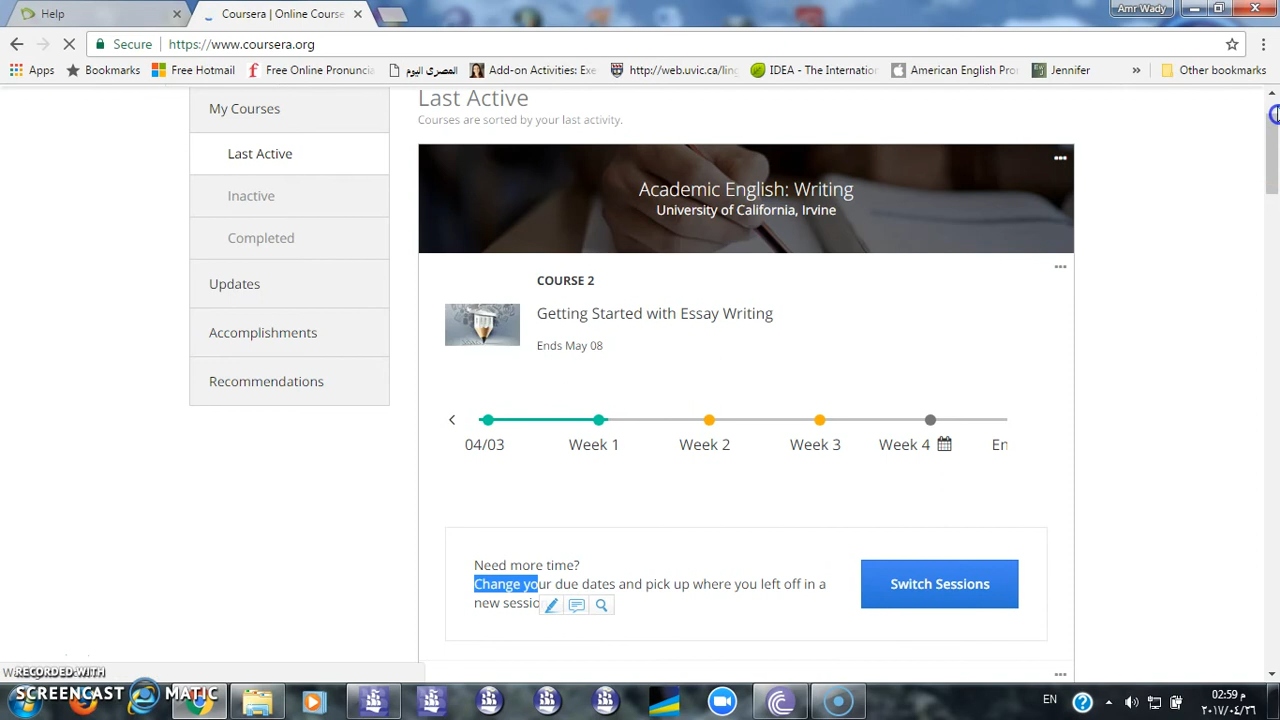 Help
Coursera | Online Course
Amr Wady
Secure
https://www.coursera.org
Apps
Bookmarks
Free Hotmail
Free Online Pronuncia
المصري اليوم
Add-on Activities: Exe
http://web.uvic.ca/ling
IDEA - The Internation
American English Pro
Jennifer
»
Other bookmarks
My Courses
Last Active
Inactive
Completed
Updates
Accomplishments
Recommendations
Last Active
Courses are sorted by your last activity.
Academic English: Writing
University of California, Irvine
COURSE 2
Getting Started with Essay Writing
Ends May 08
04/03
Week 1
Week 2
Week 3
Week 4
En
Need more time?
Change your due dates and pick up where you left off in a
new sessio
Switch Sessions
RECORDED WITH
SCREENCAST MATIC
EN
02:59 م
٢٠١٧/٠٤/٢٦